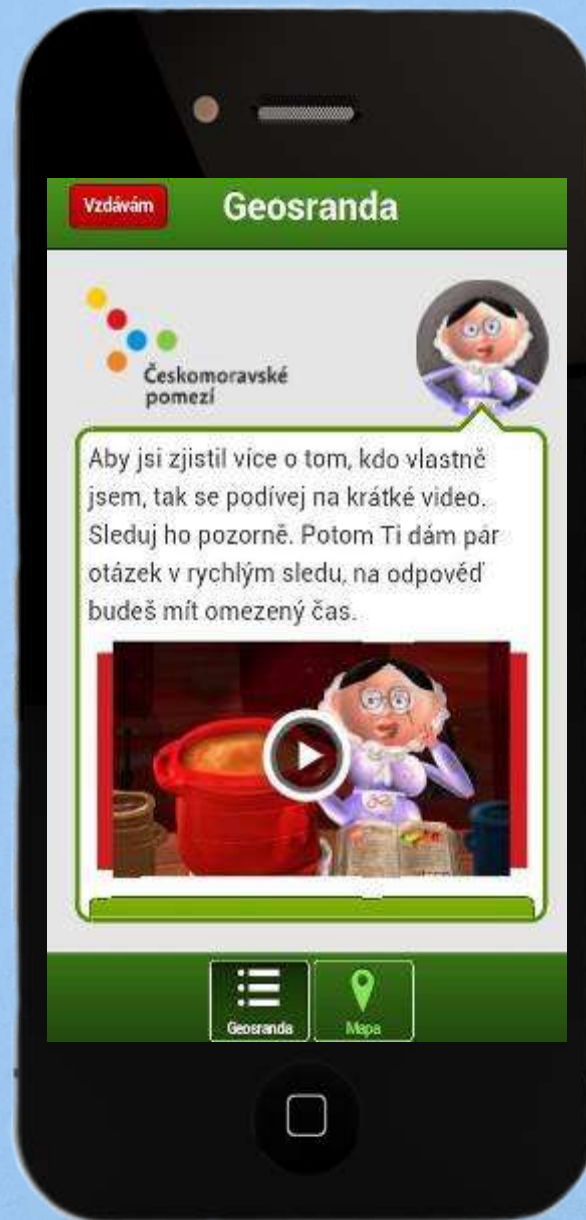 Vzdávám
Geosranda
Českomoravské
pomezí
Aby jsi zjistil více o tom, kdo vlastně
jsem, tak se podívej na krátké video.
Sleduj ho pozorně. Potom Ti dám pár
otázek v rychlým sledu, na odpověď
budeš mít omezený čas.
Geosranda
Mapa